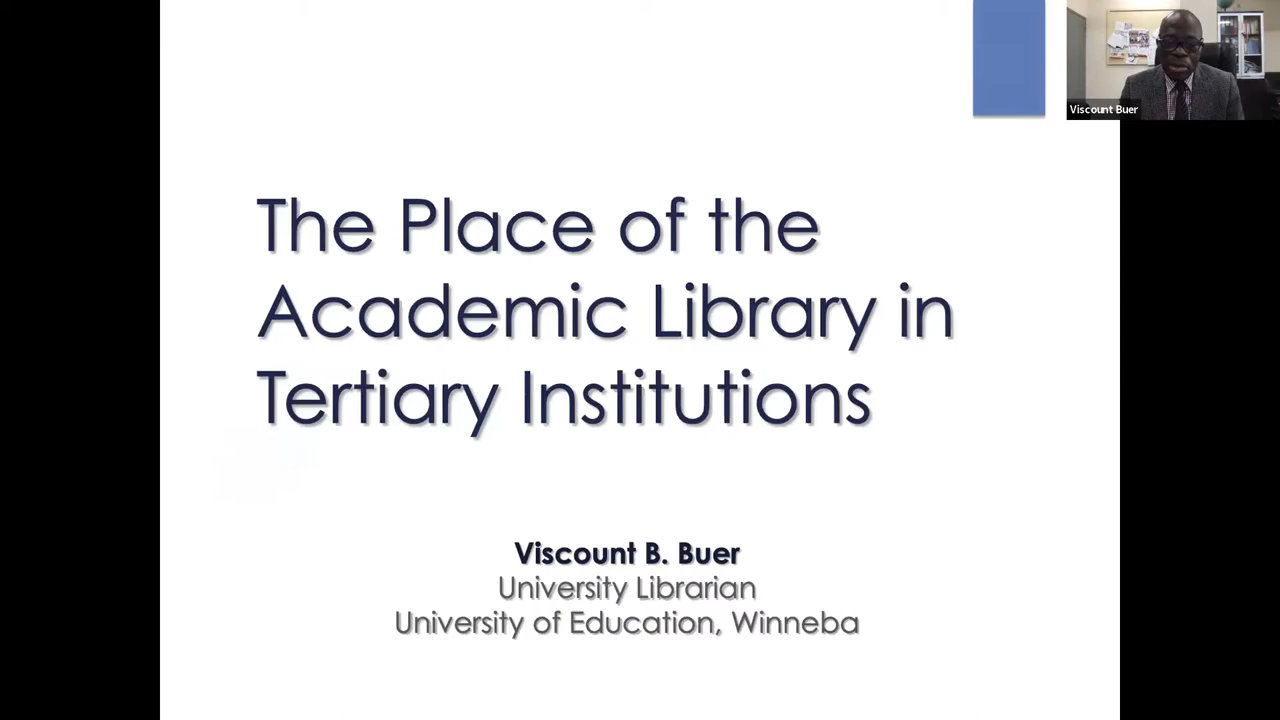 Viscount Buer
The Place of the
Academic Library in
Tertiary Institutions
Viscount B. Buer
University Librarian
University of Education, Winneba